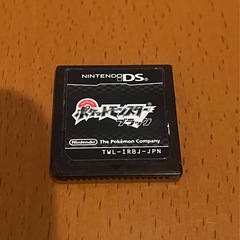 NINTENDO DS
ポケットモンスター
ブラック
Nintendo The Pokémon Company
TWL-IRBJ-JPN